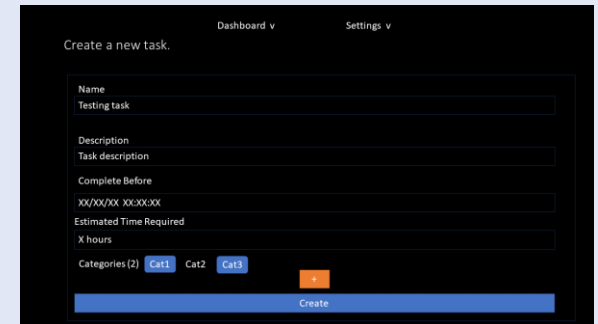 Dashboard v Settings v
Create a new task.
Name
Testing task
Description
Task description
Complete Before
XX/XX/XX XX:XX:XX
Estimated Time Required
X hours
Categories (2) Cat1 Cat2 Cat3
+
Create